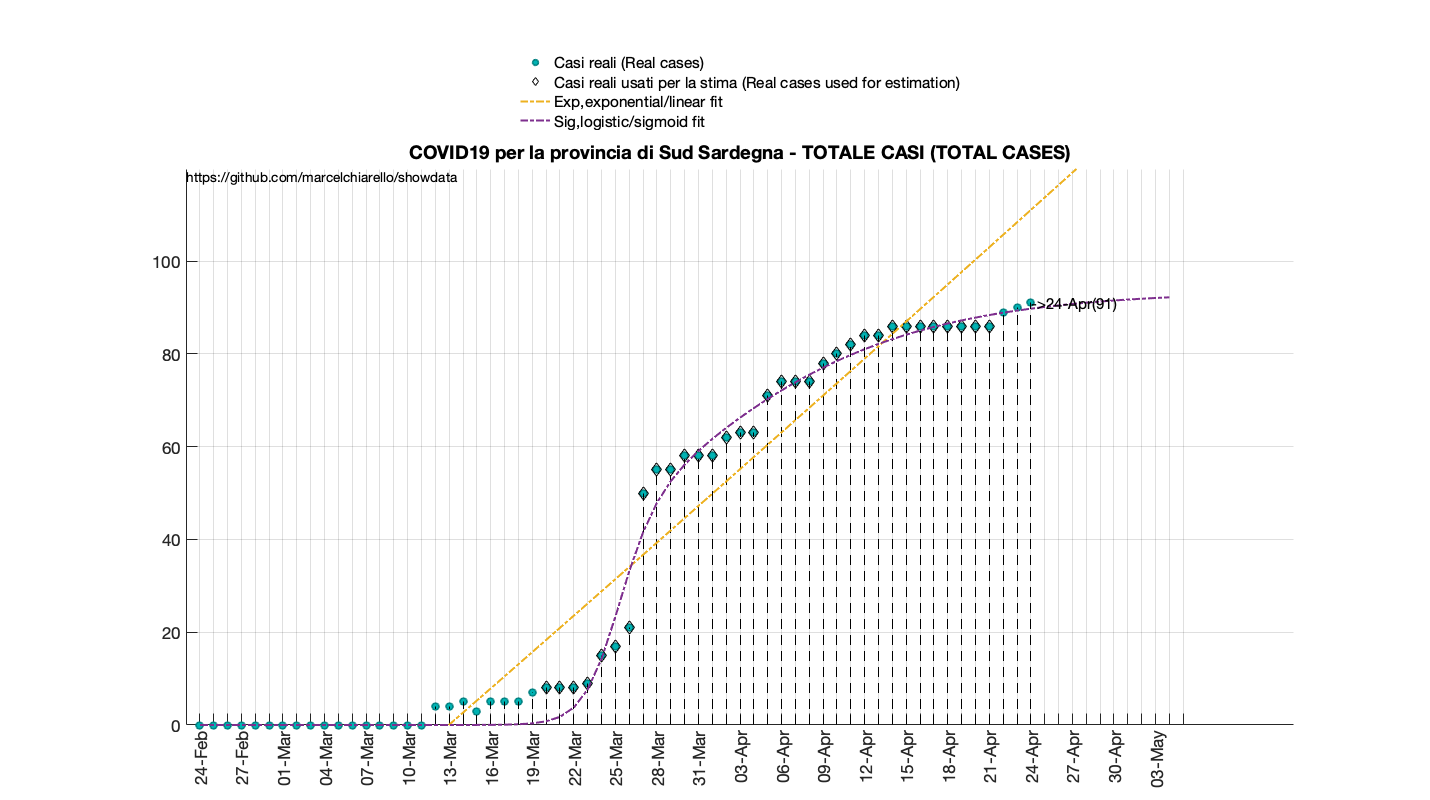 Casi reali (Real cases)
Casi reali usati per la stima (Real cases used for estimation)
Exp,exponential/linear fit
Sig,logistic/sigmoid fit
COVID19 per la provincia di Sud Sardegna - TOTALE CASI (TOTAL CASES)
https://github.com/marcelchiarello/showdata
100
->24-Apr(91)
80
60
40
20
0
24-Feb 27-Feb 01-Mar 04-Mar 07-Mar 10-Mar 13-Mar 16-Mar 19-Mar 22-Mar 25-Mar 28-Mar 31-Mar 03-Apr 06-Apr 09-Apr 12-Apr 15-Apr 18-Apr 21-Apr 24-Apr 27-Apr 30-Apr 03-May